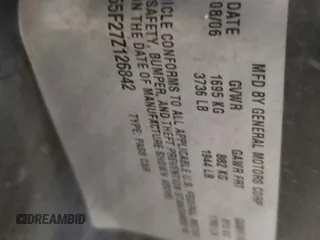 MFD BY GENERAL MOTORS CORP
DATE GVWR GAWR FRT
08/06 1695 KG 882 KG
3736 LB 1944 LB
VEHICLE CONFORMS TO ALL APPLICABLE U.S. FEDERAL MOTOR
SAFETY, BUMPER, AND THEFT PREVENTION STANDARDS
IN THE DATE OF MANUFACTURE SHOWN ABOVE
55F27Z126842 TYPE: PASS CAR
DREAMBID